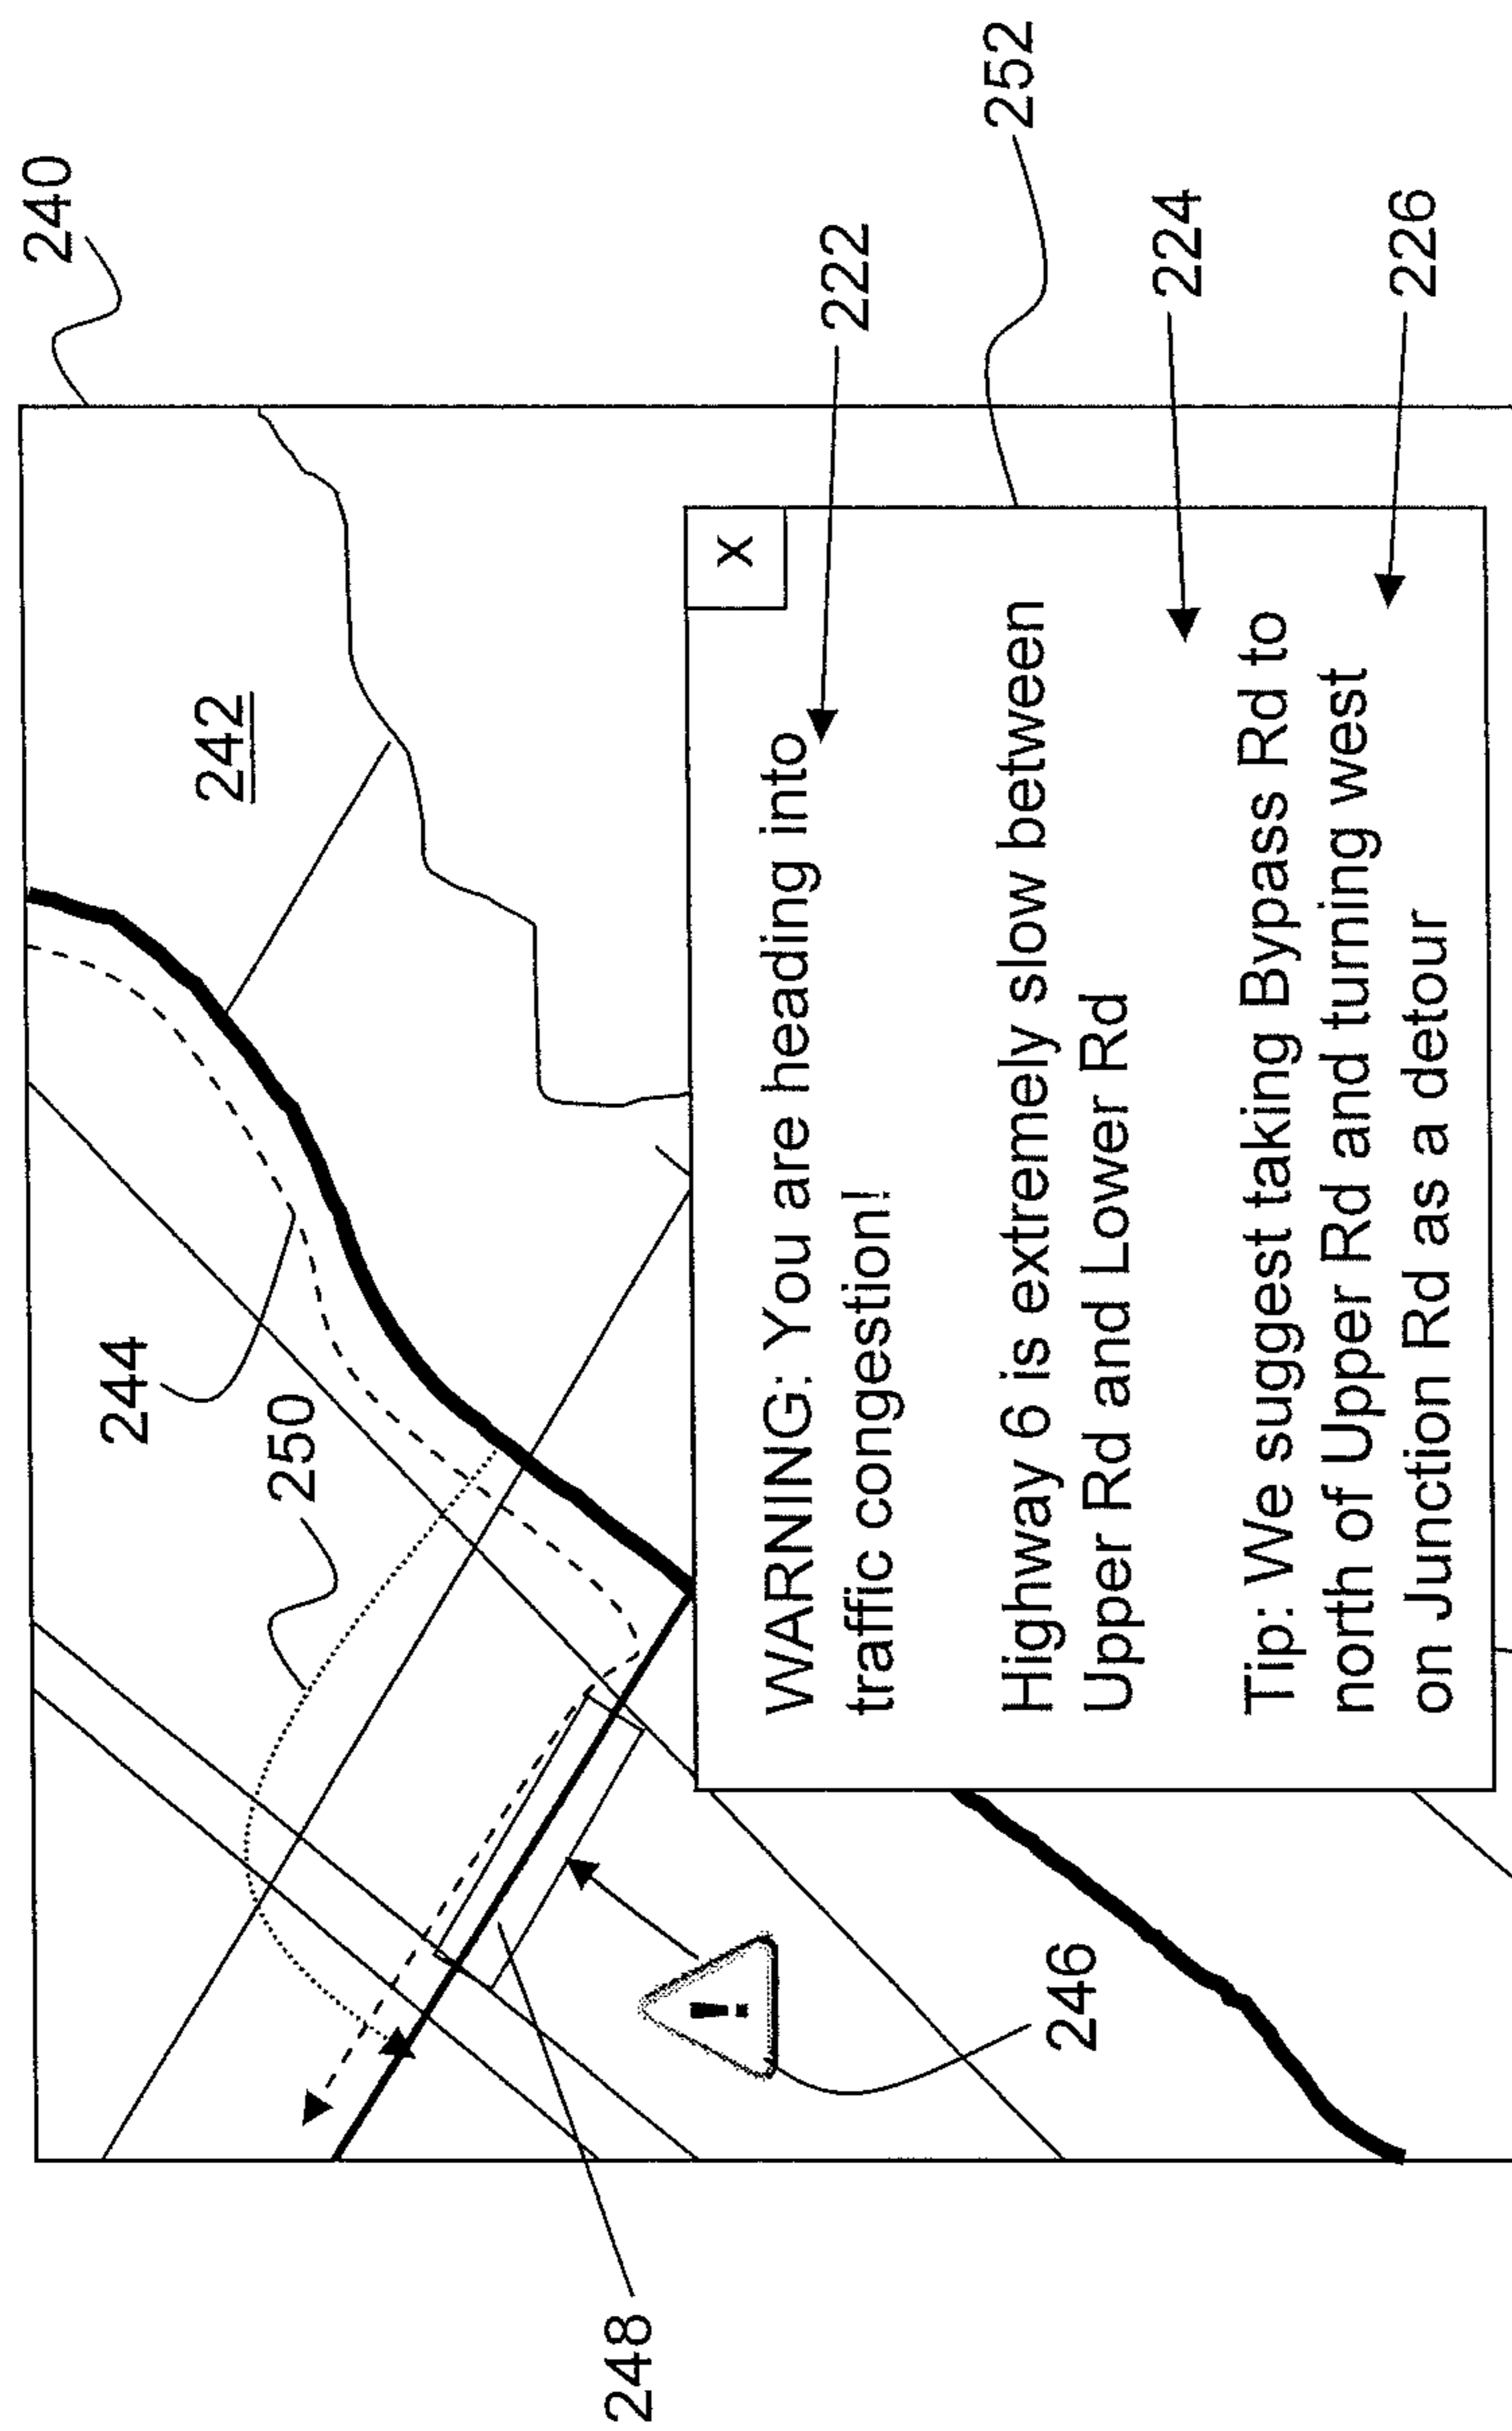 240
242
244
250
252
X
222
WARNING: You are heading into
traffic congestion!
224
Highway 6 is extremely slow between
Upper Rd and Lower Rd
226
Tip: We suggest taking Bypass Rd to
north of Upper Rd and turning west
on Junction Rd as a detour
!
248
246